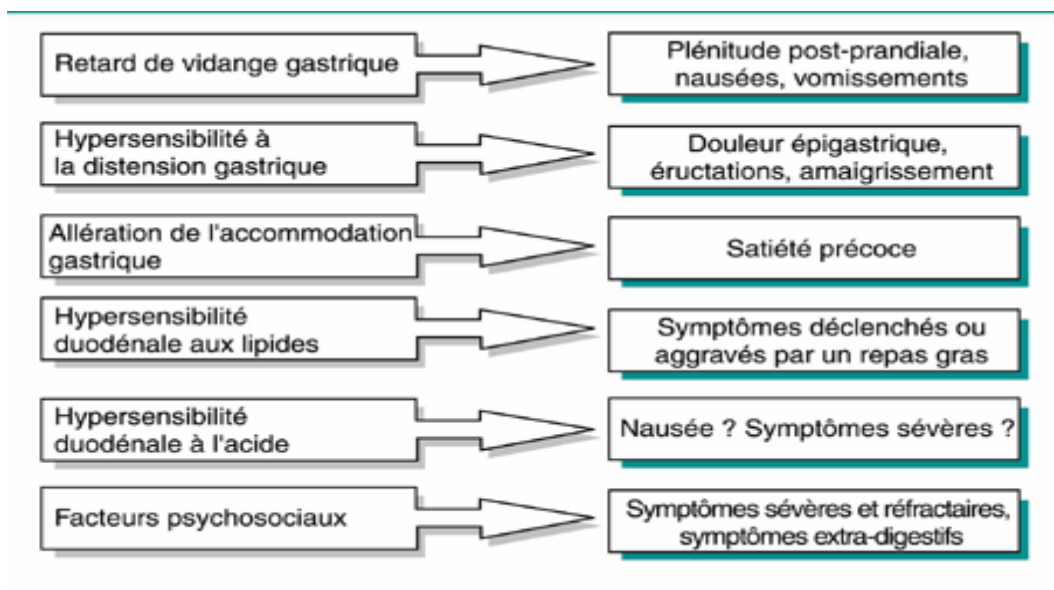 Retard de vidange gastrique
Plénitude post-prandiale,
nausées, vomissements
Hypersensibilité à
la distension gastrique
Douleur épigastrique,
éructations, amaigrissement
Allération de l'accommodation
gastrique
Satiété précoce
Hypersensibilité
duodénale aux lipides
Symptômes déclenchés ou
aggravés par un repas gras
Hypersensibilité
duodénale à l'acide
Nausée ? Symptômes sévères ?
Facteurs psychosociaux
Symptômes sévères et réfractaires,
symptômes extra-digestifs